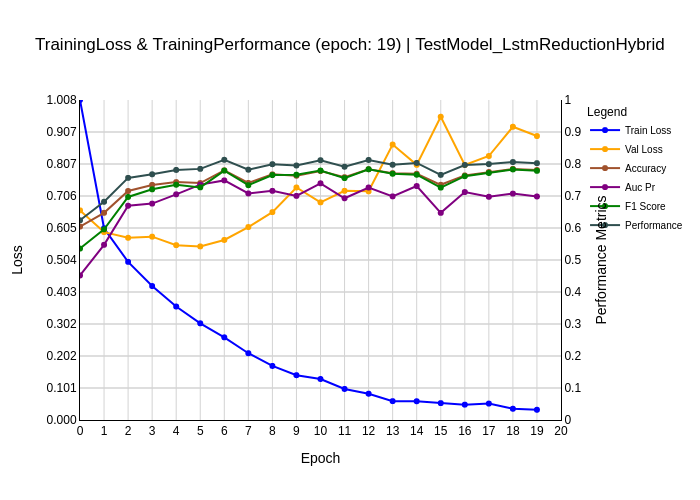 TrainingLoss & TrainingPerformance (epoch: 19) | TestModel_LstmReductionHybrid
1.008
0.907
0.807
0.706
0.605
0.504
0.403
0.302
0.202
0.101
0.000
Loss
0 1 2 3 4 5 6 7 8 9 10 11 12 13 14 15 16 17 18 19 20
Epoch
1
0.9
0.8
0.7
0.6
0.5
0.4
0.3
0.2
0.1
0
Performance Metrics
Legend
Train Loss
Val Loss
Accuracy
Auc Pr
F1 Score
Performance